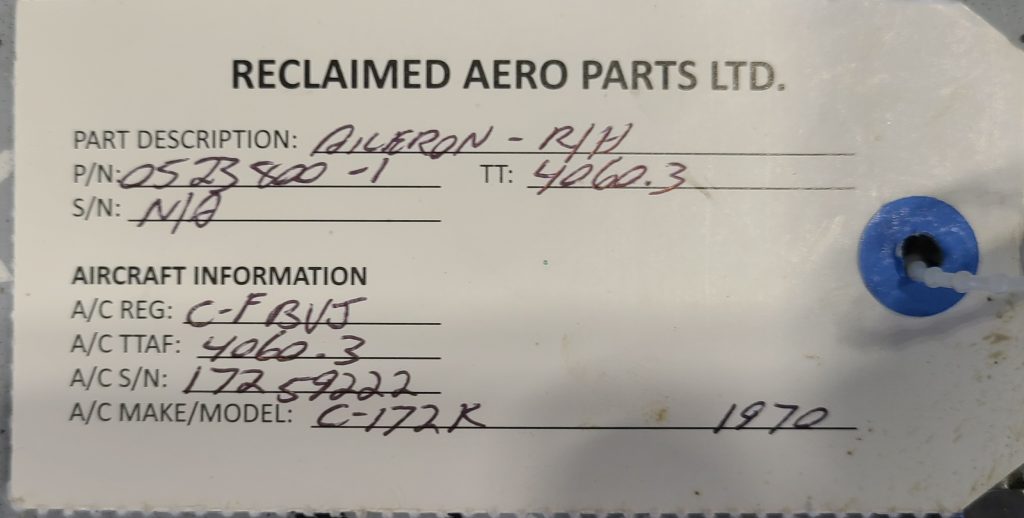 RECLAIMED AERO PARTS LTD.
PART DESCRIPTION: AILERON - R/H
P/N: 0523800-1 TT: 4060.3
S/N: N/A
AIRCRAFT INFORMATION
A/C REG: C-FBVJ
A/C TTAF: 4060.3
A/C S/N: 17259222
A/C MAKE/MODEL: C-172K 1970